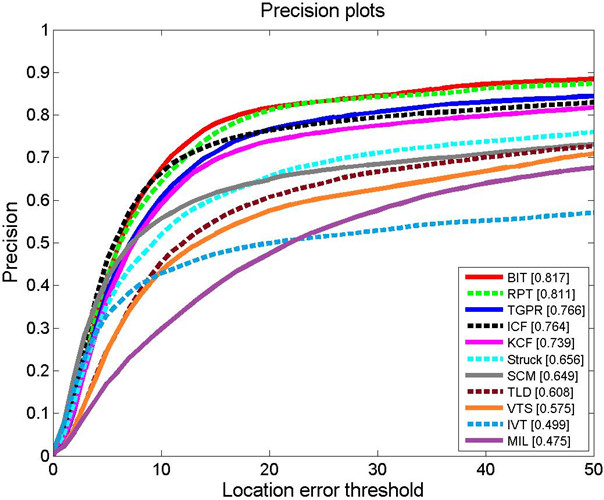 Precision plots
1
0.9
0.8
0.7
0.6
0.5
0.4
0.3
0.2
0.1
0
Precision
0 10 20 30 40 50
Location error threshold
BIT [0.817]
RPT [0.811]
TGPR [0.766]
ICF [0.764]
KCF [0.739]
Struck [0.656]
SCM [0.649]
TLD [0.608]
VTS [0.575]
IVT [0.499]
MIL [0.475]